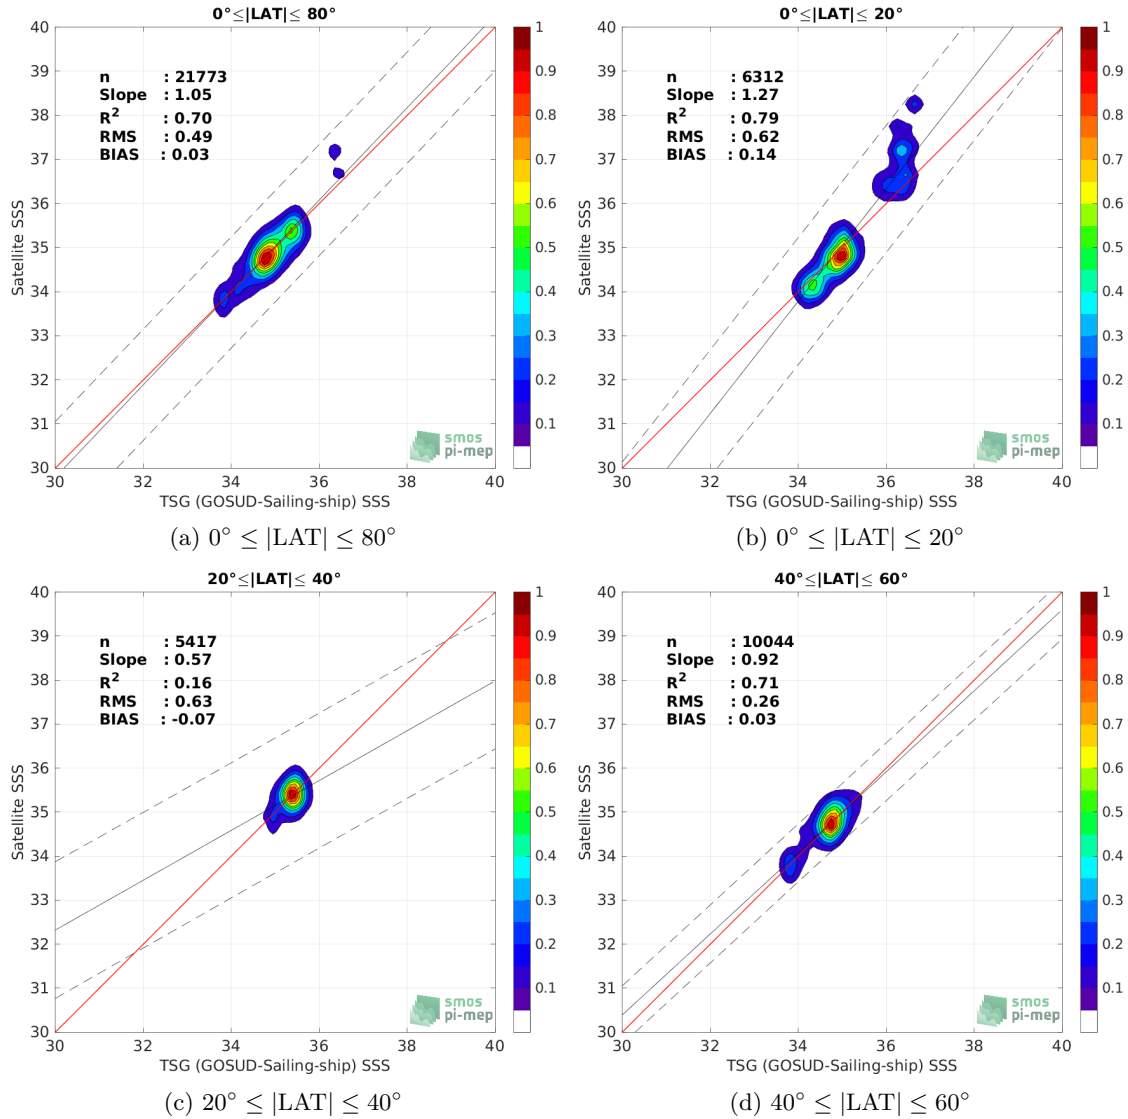 0°≤|LAT|≤ 80°
n : 21773
Slope : 1.05
R² : 0.70
RMS : 0.49
BIAS : 0.03
40
39
38
37
36
35
34
33
32
31
30
Satellite SSS
30 32 34 36 38 40
TSG (GOSUD-Sailing-ship) SSS
smos
pi-mep
1
0.9
0.8
0.7
0.6
0.5
0.4
0.3
0.2
0.1
(a) 0° ≤ |LAT| ≤ 80°
0°≤|LAT|≤ 20°
n : 6312
Slope : 1.27
R² : 0.79
RMS : 0.62
BIAS : 0.14
40
39
38
37
36
35
34
33
32
31
30
Satellite SSS
30 32 34 36 38 40
TSG (GOSUD-Sailing-ship) SSS
smos
pi-mep
1
0.9
0.8
0.7
0.6
0.5
0.4
0.3
0.2
0.1
(b) 0° ≤ |LAT| ≤ 20°
20°≤|LAT|≤ 40°
n : 5417
Slope : 0.57
R² : 0.16
RMS : 0.63
BIAS : -0.07
40
39
38
37
36
35
34
33
32
31
30
Satellite SSS
30 32 34 36 38 40
TSG (GOSUD-Sailing-ship) SSS
smos
pi-mep
1
0.9
0.8
0.7
0.6
0.5
0.4
0.3
0.2
0.1
(c) 20° ≤ |LAT| ≤ 40°
40°≤|LAT|≤ 60°
n : 10044
Slope : 0.92
R² : 0.71
RMS : 0.26
BIAS : 0.03
40
39
38
37
36
35
34
33
32
31
30
Satellite SSS
30 32 34 36 38 40
TSG (GOSUD-Sailing-ship) SSS
smos
pi-mep
1
0.9
0.8
0.7
0.6
0.5
0.4
0.3
0.2
0.1
(d) 40° ≤ |LAT| ≤ 60°